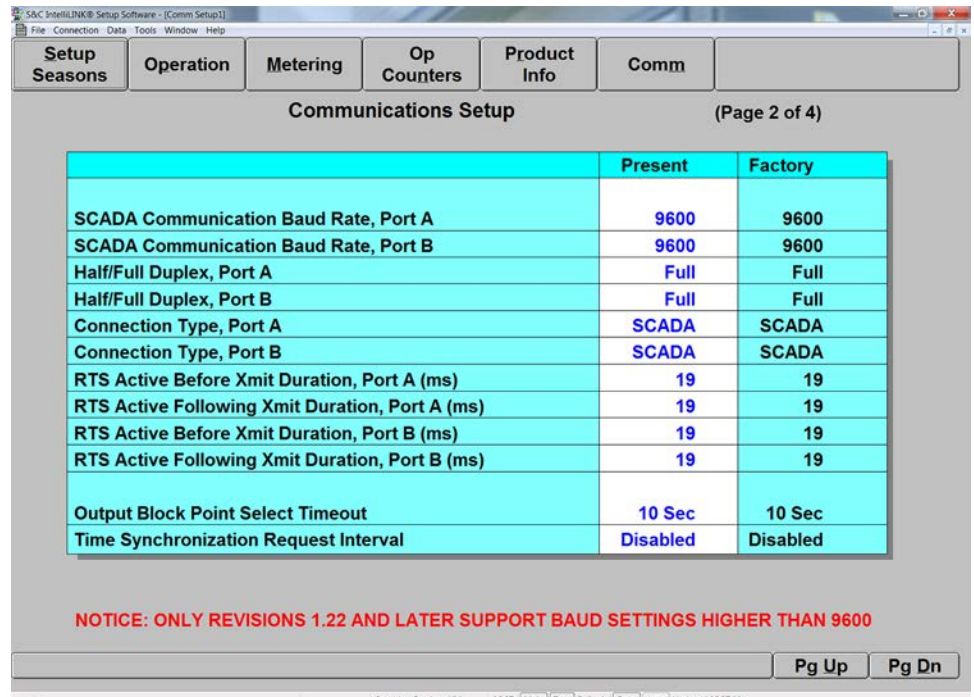 S&C IntelliLINK® Setup Software - [Comm Setup1]
File Connection Data Tools Window Help
Setup Seasons Operation Metering Op Counters Product Info Comm
Communications Setup (Page 2 of 4)
Present Factory
SCADA Communication Baud Rate, Port A 9600 9600
SCADA Communication Baud Rate, Port B 9600 9600
Half/Full Duplex, Port A Full Full
Half/Full Duplex, Port B Full Full
Connection Type, Port A SCADA SCADA
Connection Type, Port B SCADA SCADA
RTS Active Before Xmit Duration, Port A (ms) 19 19
RTS Active Following Xmit Duration, Port A (ms) 19 19
RTS Active Before Xmit Duration, Port B (ms) 19 19
RTS Active Following Xmit Duration, Port B (ms) 19 19
Output Block Point Select Timeout 10 Sec 10 Sec
Time Synchronization Request Interval Disabled Disabled
NOTICE: ONLY REVISIONS 1.22 AND LATER SUPPORT BAUD SETTINGS HIGHER THAN 9600
Pg Up Pg Dn